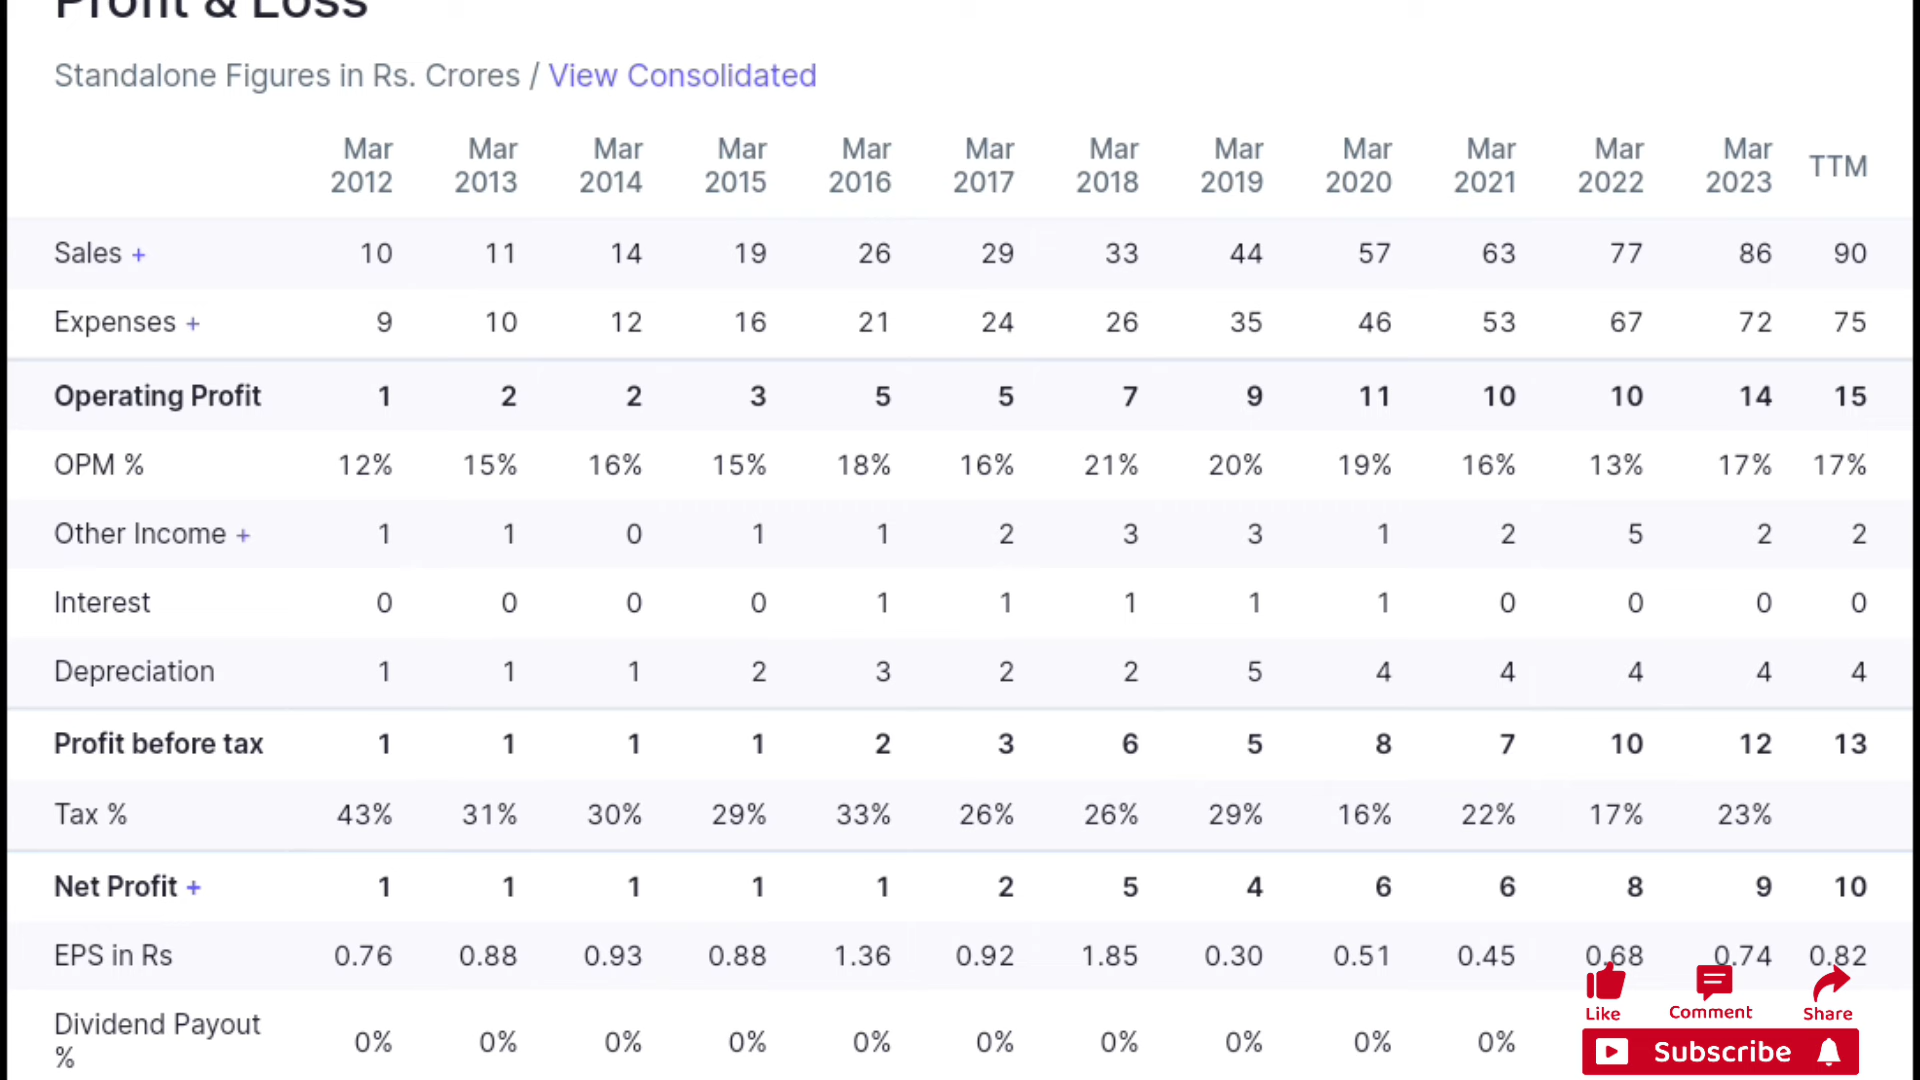 Profit & Loss
Standalone Figures in Rs. Crores / View Consolidated
Mar 2012 Mar 2013 Mar 2014 Mar 2015 Mar 2016 Mar 2017 Mar 2018 Mar 2019 Mar 2020 Mar 2021 Mar 2022 Mar 2023 TTM
Sales + 10 11 14 19 26 29 33 44 57 63 77 86 90
Expenses + 9 10 12 16 21 24 26 35 46 53 67 72 75
Operating Profit 1 2 2 3 5 5 7 9 11 10 10 14 15
OPM % 12% 15% 16% 15% 18% 16% 21% 20% 19% 16% 13% 17% 17%
Other Income + 1 1 0 1 1 2 3 3 1 2 5 2 2
Interest 0 0 0 0 1 1 1 1 1 0 0 0 0
Depreciation 1 1 1 2 3 2 2 5 4 4 4 4 4
Profit before tax 1 1 1 1 2 3 6 5 8 7 10 12 13
Tax % 43% 31% 30% 29% 33% 26% 26% 29% 16% 22% 17% 23%
Net Profit + 1 1 1 1 1 2 5 4 6 6 8 9 10
EPS in Rs 0.76 0.88 0.93 0.88 1.36 0.92 1.85 0.30 0.51 0.45 0.68 0.74 0.82
Dividend Payout % 0% 0% 0% 0% 0% 0% 0% 0% 0% 0%
Like Comment Share
Subscribe